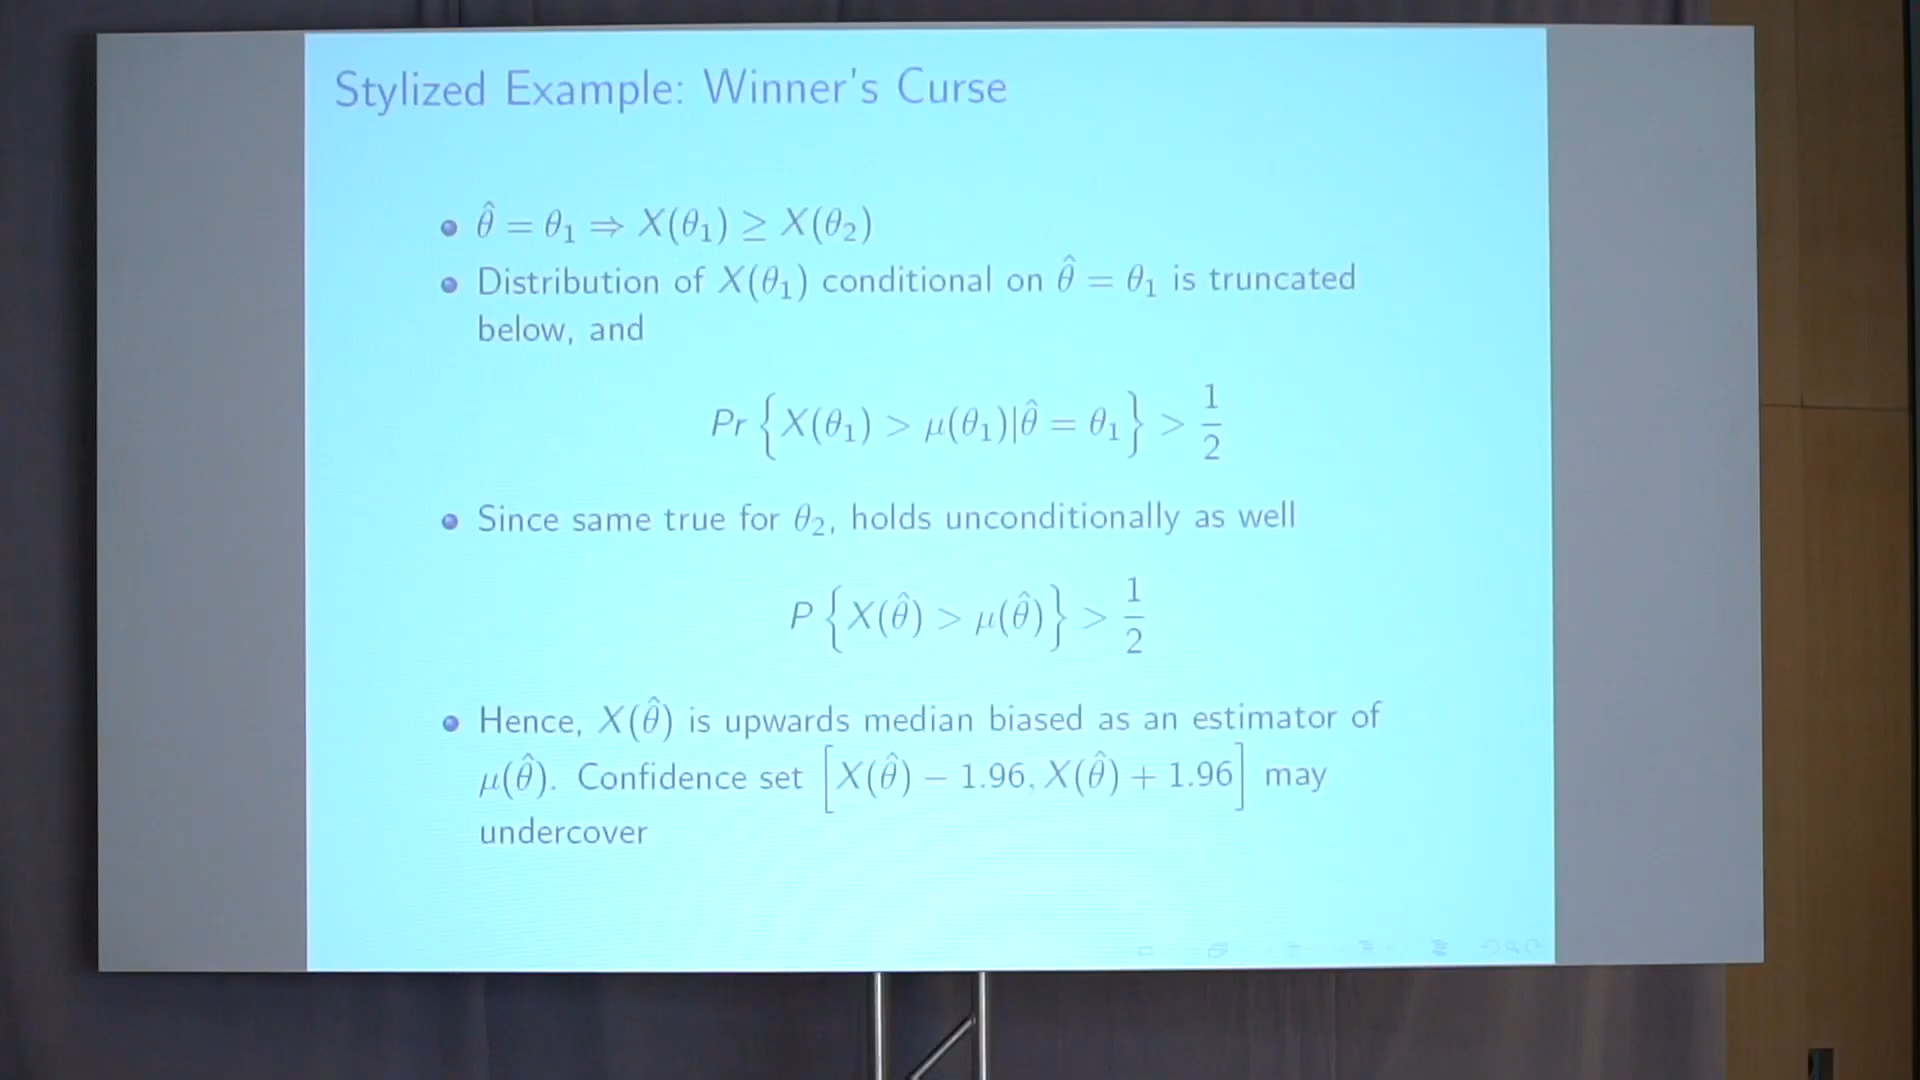 Stylized Example: Winner's Curse
θ̂ = θ₁ ⇒ X(θ₁) ≥ X(θ₂)
Distribution of X(θ₁) conditional on θ̂ = θ₁ is truncated
below, and
Pr {X(θ₁) > μ(θ₁)|θ̂ = θ₁} > 1/2
Since same true for θ₂, holds unconditionally as well
P {X(θ̂) > μ(θ̂)} > 1/2
Hence, X(θ̂) is upwards median biased as an estimator of
μ(θ̂). Confidence set [X(θ̂) − 1.96, X(θ̂) + 1.96] may
undercover